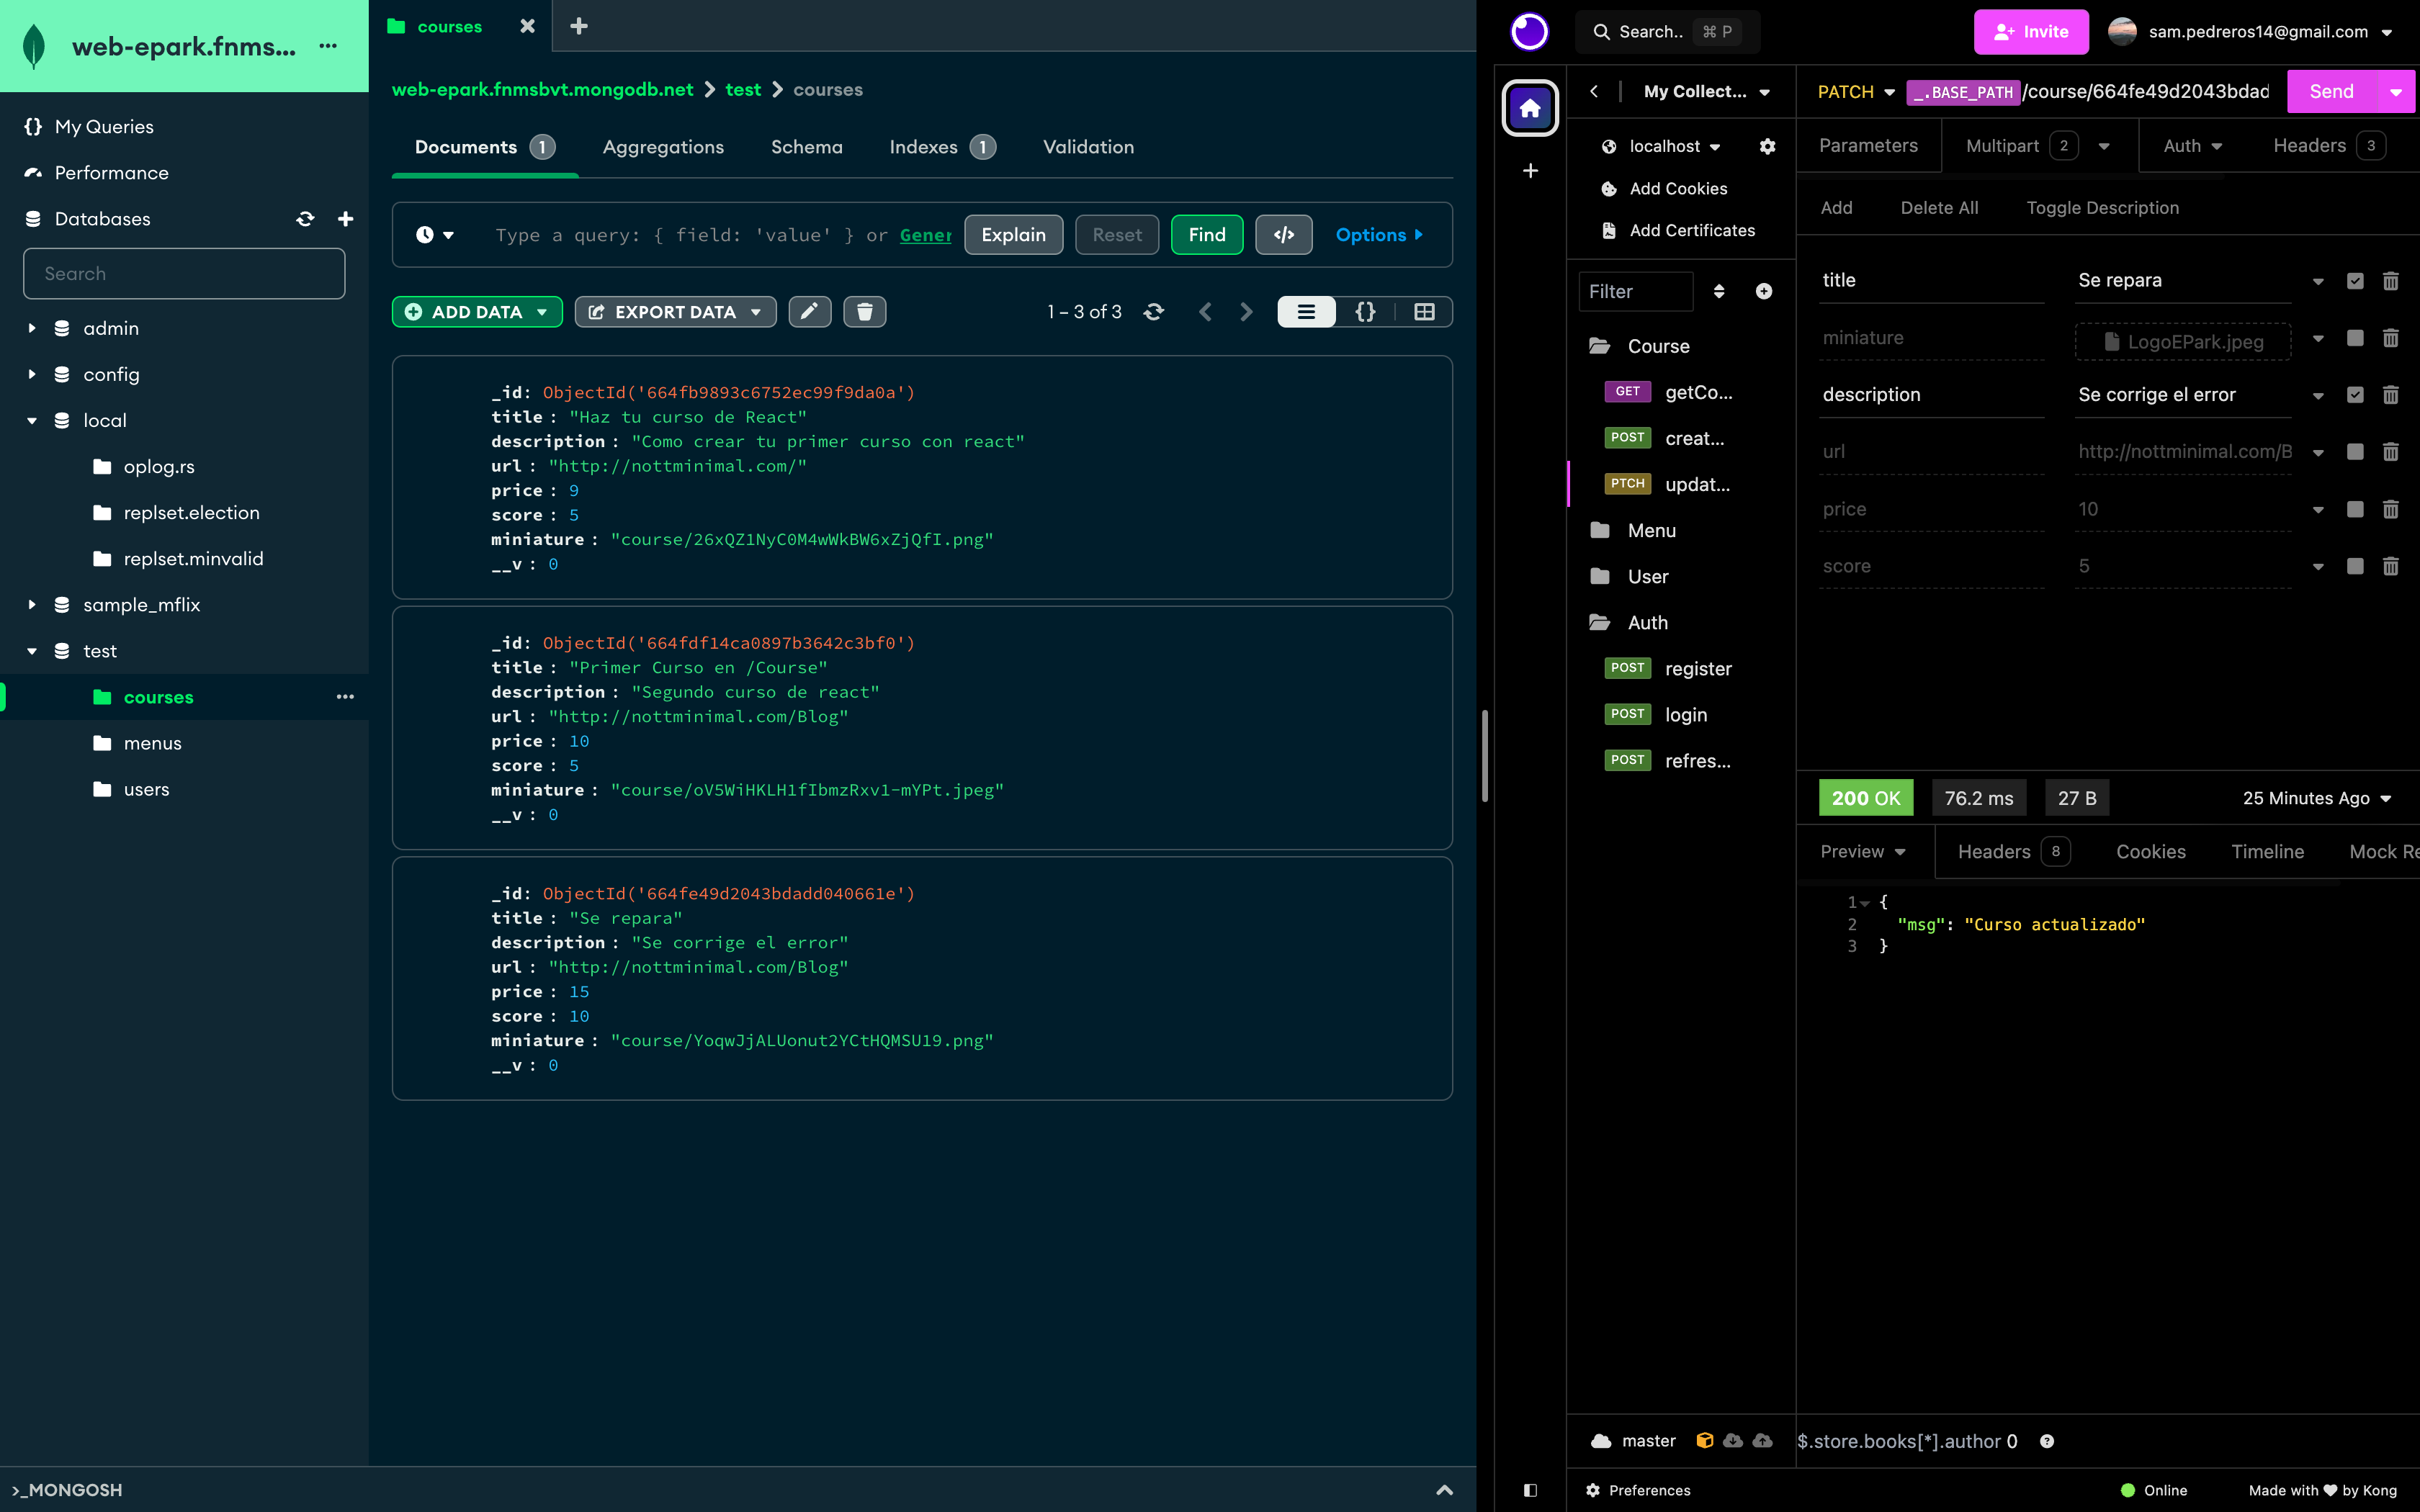 web-epark.fnms...
My Queries
Performance
Databases
Search
admin
config
local
oplog.rs
replset.election
replset.minvalid
sample_mflix
test
courses
menus
users
>_MONGOSH
courses
web-epark.fnmsbvt.mongodb.net > test > courses
Documents 1 Aggregations Schema Indexes 1 Validation
Type a query: { field: 'value' } or Gener Explain Reset Find </> Options
ADD DATA EXPORT DATA 1 – 3 of 3 {}
_id: ObjectId('664fb9893c6752ec99f9da0a')
title : "Haz tu curso de React"
description : "Como crear tu primer curso con react"
url : "http://nottminimal.com/"
price : 9
score : 5
miniature : "course/26xQZ1NyC0M4wWkBW6xZjQfI.png"
__v : 0
_id: ObjectId('664fdf14ca0897b3642c3bf0')
title : "Primer Curso en /Course"
description : "Segundo curso de react"
url : "http://nottminimal.com/Blog"
price : 10
score : 5
miniature : "course/oV5WiHKLH1fIbmzRxv1-mYPt.jpeg"
__v : 0
_id: ObjectId('664fe49d2043bdadd040661e')
title : "Se repara"
description : "Se corrige el error"
url : "http://nottminimal.com/Blog"
price : 15
score : 10
miniature : "course/YoqwJjALUonut2YCtHQMSU19.png"
__v : 0
Search.. ⌘ P Invite sam.pedreros14@gmail.com
My Collect...
localhost
Add Cookies
Add Certificates
Filter
Course
GET getCo...
POST creat...
PTCH updat...
Menu
User
Auth
POST register
POST login
POST refres...
master
PATCH _.BASE_PATH /course/664fe49d2043bdad Send
Parameters Multipart 2 Auth Headers 3
Add Delete All Toggle Description
title Se repara
miniature LogoEPark.jpeg
description Se corrige el error
url http://nottminimal.com/B
price 10
score 5
200 OK 76.2 ms 27 B 25 Minutes Ago
Preview Headers 8 Cookies Timeline Mock Re
1 {
2 "msg": "Curso actualizado"
3 }
$.store.books[*].author 0
Preferences Online Made with ♥ by Kong